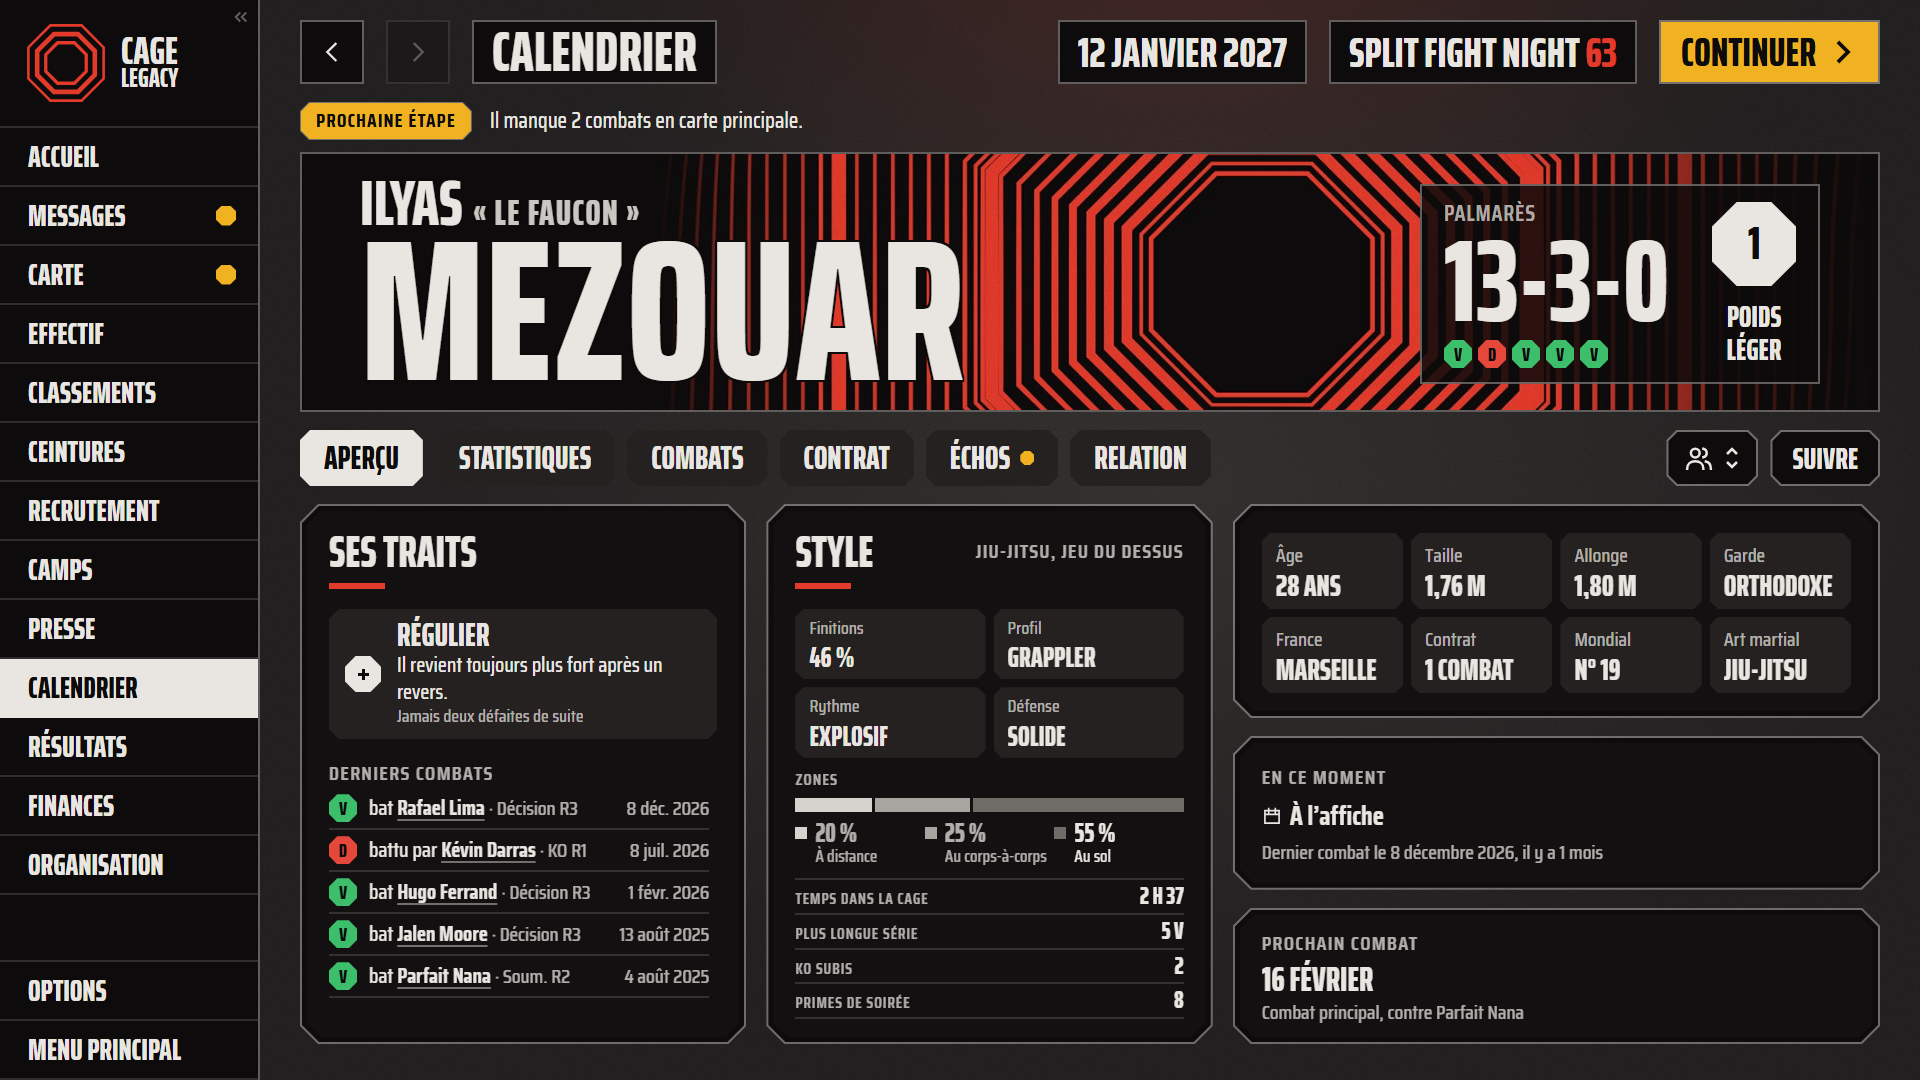 CAGE
LEGACY
ACCUEIL
MESSAGES
CARTE
EFFECTIF
CLASSEMENTS
CEINTURES
RECRUTEMENT
CAMPS
PRESSE
CALENDRIER
RÉSULTATS
FINANCES
ORGANISATION
OPTIONS
MENU PRINCIPAL
CALENDRIER
12 JANVIER 2027
SPLIT FIGHT NIGHT 63
CONTINUER
PROCHAINE ÉTAPE
Il manque 2 combats en carte principale.
ILYAS « LE FAUCON »
MEZOUAR
PALMARÈS
13-3-0
V D V V V
1
POIDS
LÉGER
APERÇU
STATISTIQUES
COMBATS
CONTRAT
ÉCHOS
RELATION
SUIVRE
SES TRAITS
RÉGULIER
Il revient toujours plus fort après un
revers.
Jamais deux défaites de suite
DERNIERS COMBATS
V bat Rafael Lima · Décision R3 8 déc. 2026
D battu par Kévin Darras · KO R1 8 juil. 2026
V bat Hugo Ferrand · Décision R3 1 févr. 2026
V bat Jalen Moore · Décision R3 13 août 2025
V bat Parfait Nana · Soum. R2 4 août 2025
STYLE
JIU-JITSU, JEU DU DESSUS
Finitions
46 %
Profil
GRAPPLER
Rythme
EXPLOSIF
Défense
SOLIDE
ZONES
20 %
À distance
25 %
Au corps-à-corps
55 %
Au sol
TEMPS DANS LA CAGE 2 H 37
PLUS LONGUE SÉRIE 5 V
KO SUBIS 2
PRIMES DE SOIRÉE 8
Âge
28 ANS
Taille
1,76 M
Allonge
1,80 M
Garde
ORTHODOXE
France
MARSEILLE
Contrat
1 COMBAT
Mondial
N° 19
Art martial
JIU-JITSU
EN CE MOMENT
À l'affiche
Dernier combat le 8 décembre 2026, il y a 1 mois
PROCHAIN COMBAT
16 FÉVRIER
Combat principal, contre Parfait Nana